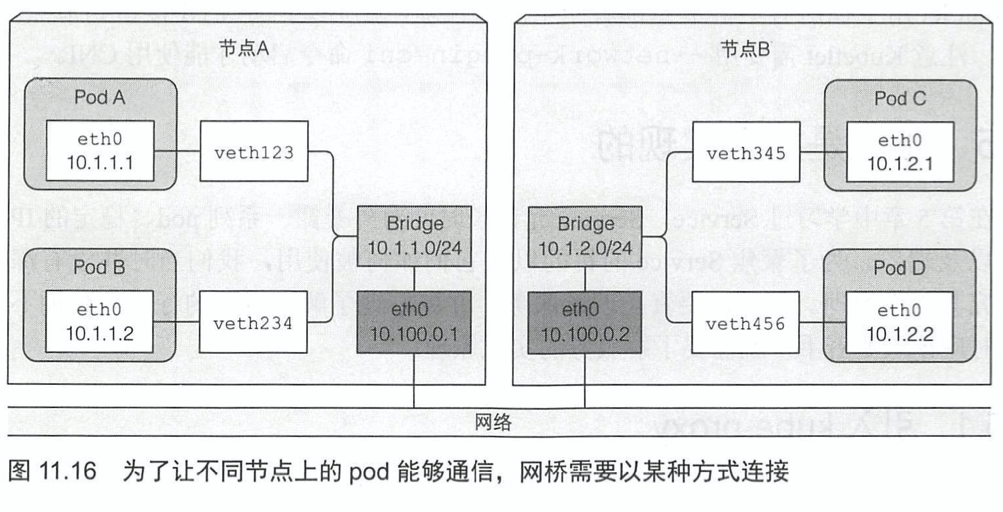 节点A
Pod A
eth0
10.1.1.1
veth123
Bridge
10.1.1.0/24
Pod B
eth0
10.1.1.2
veth234
eth0
10.100.0.1
节点B
Pod C
veth345
eth0
10.1.2.1
Bridge
10.1.2.0/24
Pod D
eth0
10.100.0.2
veth456
eth0
10.1.2.2
网络
图 11.16 为了让不同节点上的 pod 能够通信，网桥需要以某种方式连接